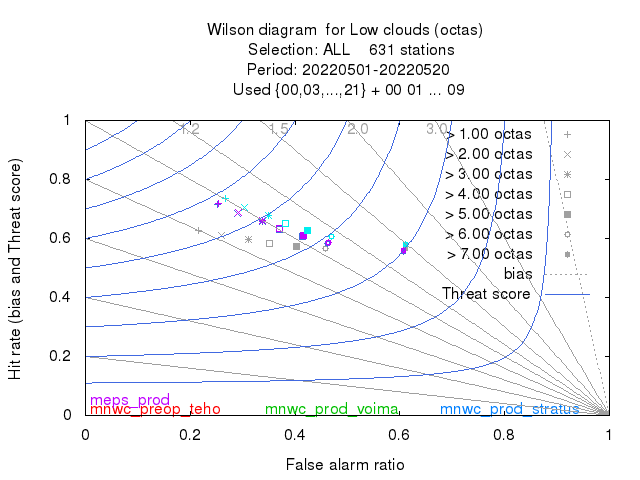 Wilson diagram for Low clouds (octas)
Selection: ALL 631 stations
Period: 20220501-20220520
Used {00,03,...,21} + 00 01 ... 09
Hit rate (bias and Threat score)
1
0.8
0.6
0.4
0.2
0
1.2 1.5 2.0 3.0
> 1.00 octas
> 2.00 octas
> 3.00 octas
> 4.00 octas
> 5.00 octas
> 6.00 octas
> 7.00 octas
bias
Threat score
meps_prod
mnwc_preop_teho mnwc_prod_voima mnwc_prod_stratus
0 0.2 0.4 0.6 0.8 1
False alarm ratio